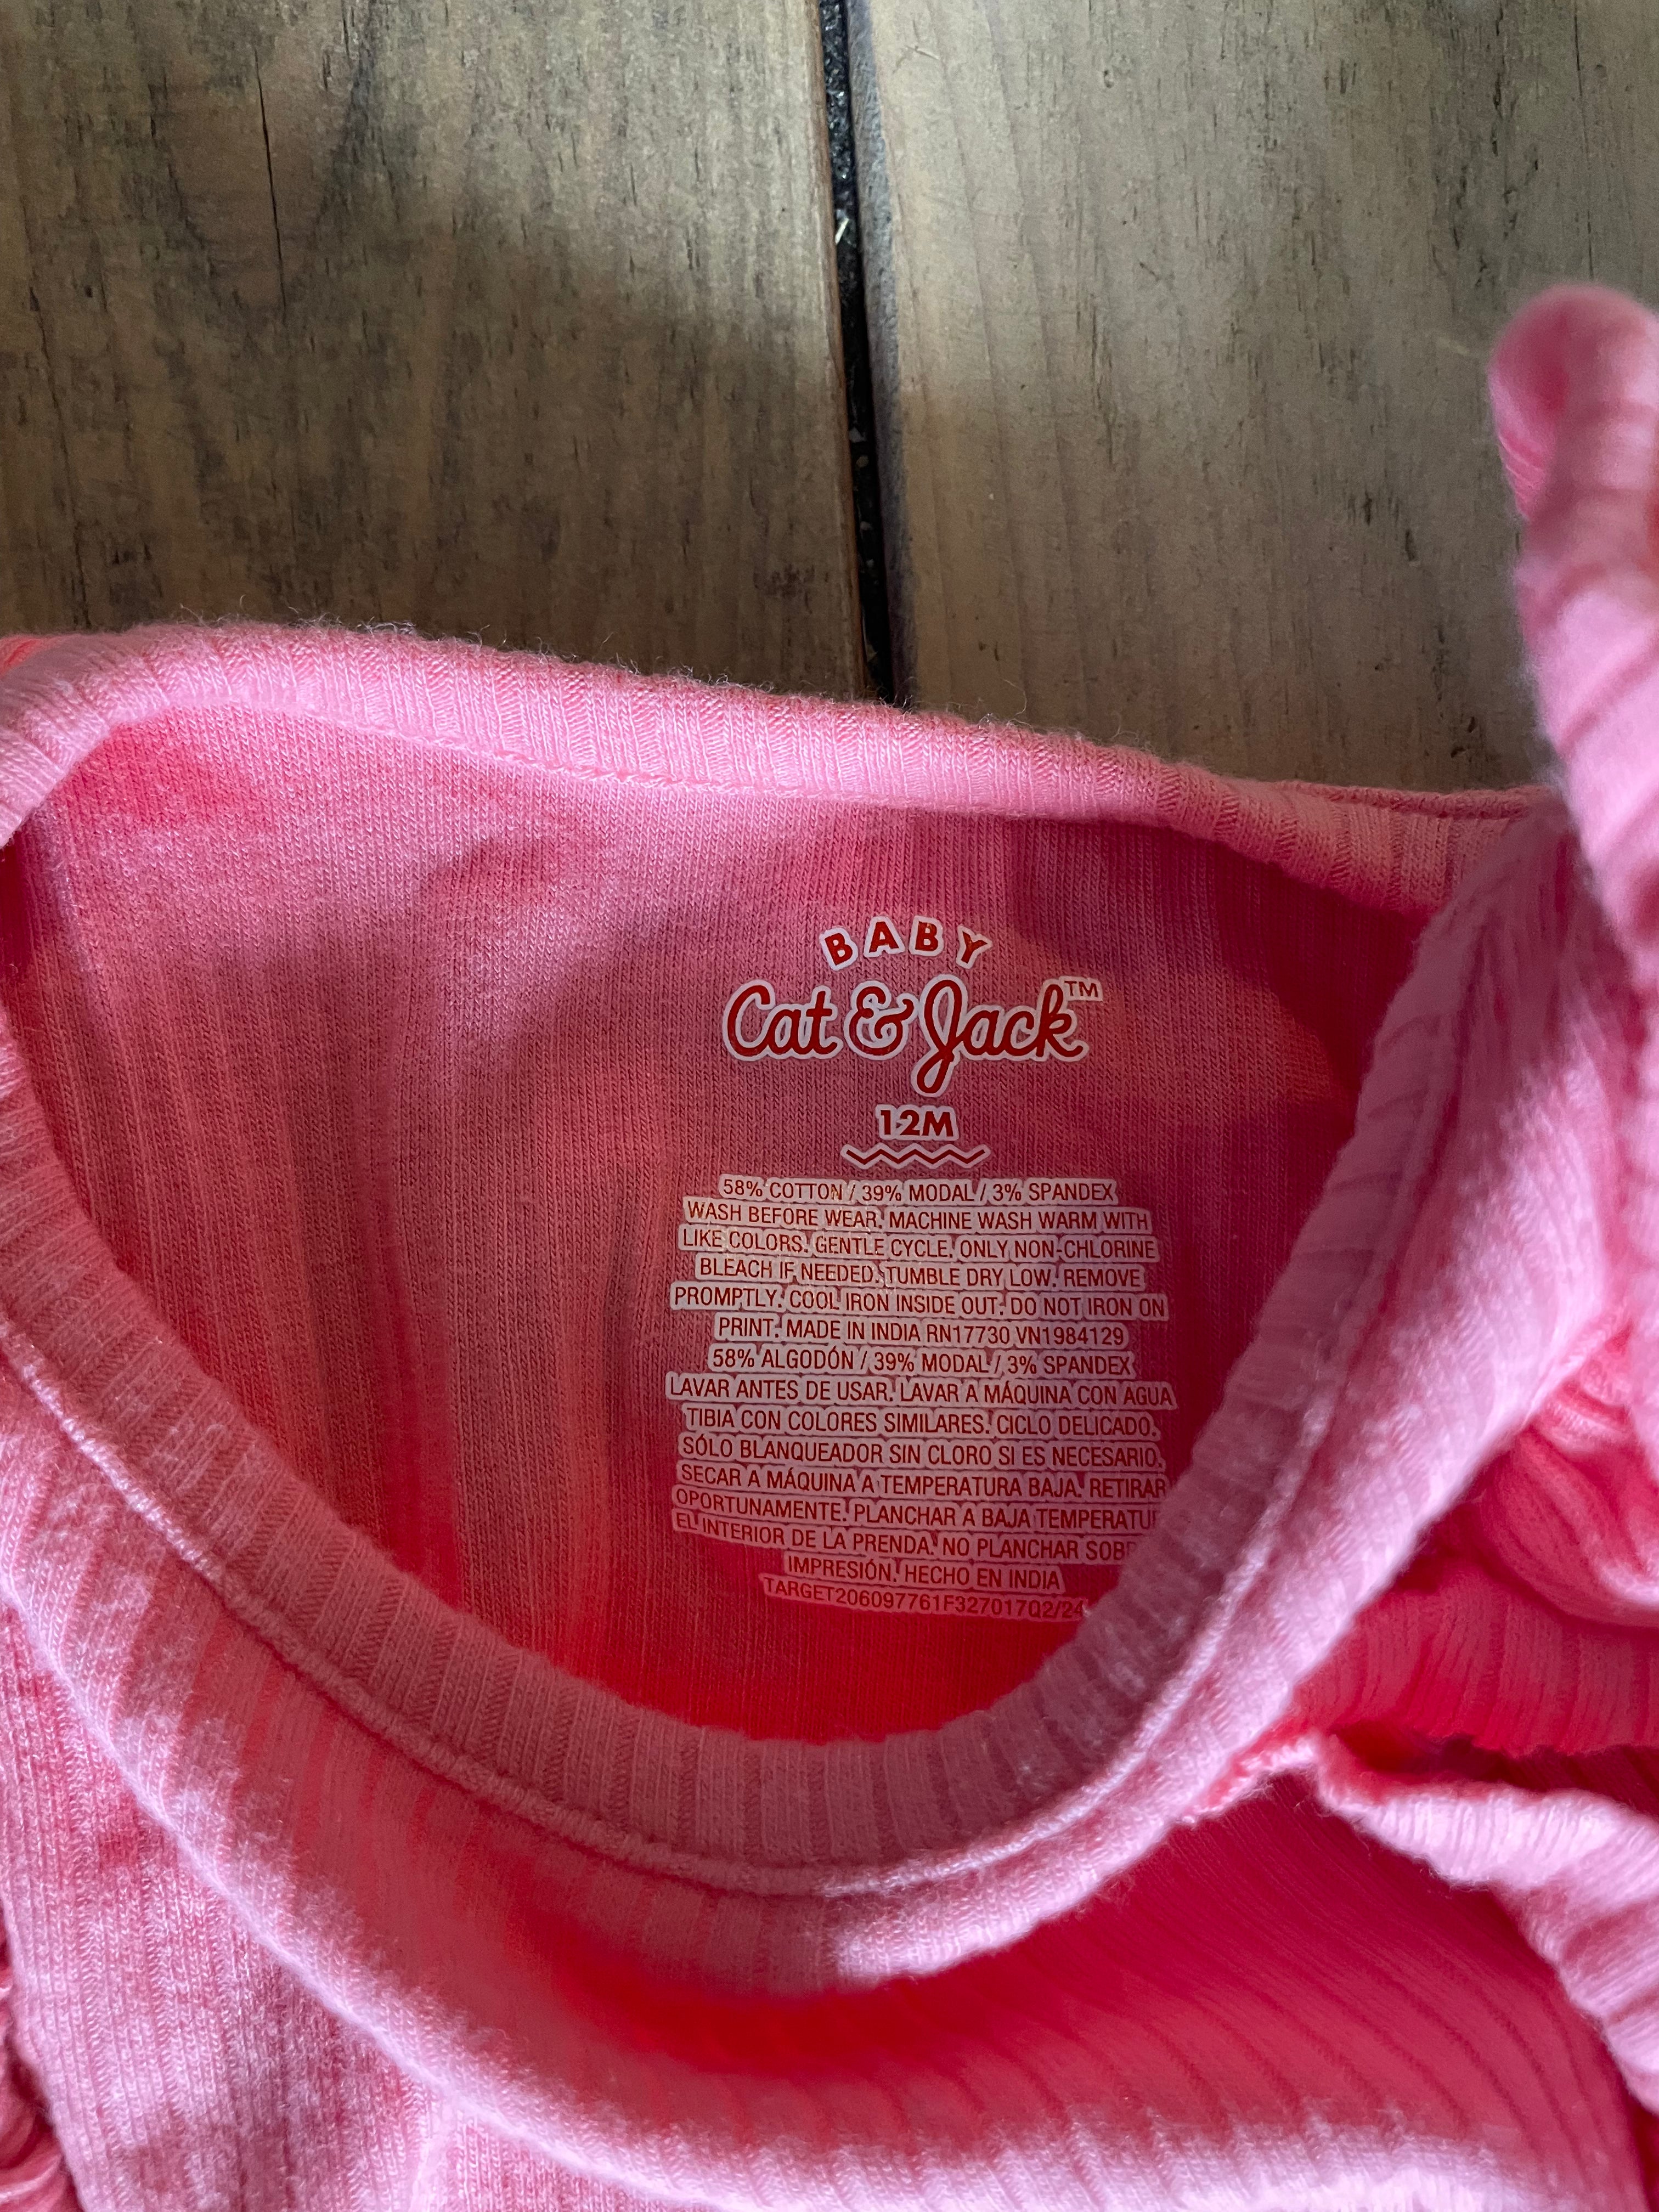 BABY
Cat & Jack™
12M
58% COTTON / 39% MODAL / 3% SPANDEX
WASH BEFORE WEAR. MACHINE WASH WARM WITH
LIKE COLORS. GENTLE CYCLE. ONLY NON-CHLORINE
BLEACH IF NEEDED. TUMBLE DRY LOW. REMOVE
PROMPTLY. COOL IRON INSIDE OUT. DO NOT IRON ON
PRINT. MADE IN INDIA RN17730 VN1984129
58% ALGODÓN / 39% MODAL / 3% SPANDEX
LAVAR ANTES DE USAR. LAVAR A MÁQUINA CON AGUA
TIBIA CON COLORES SIMILARES. CICLO DELICADO.
SÓLO BLANQUEADOR SIN CLORO SI ES NECESARIO.
SECAR A MÁQUINA A TEMPERATURA BAJA. RETIRAR
OPORTUNAMENTE. PLANCHAR A BAJA
EL INTERIOR DE LA PRENDA. NO PLANCHAR
IMPRESIÓN. HECHO EN INDIA
TARGET206097761F327017Q2/24